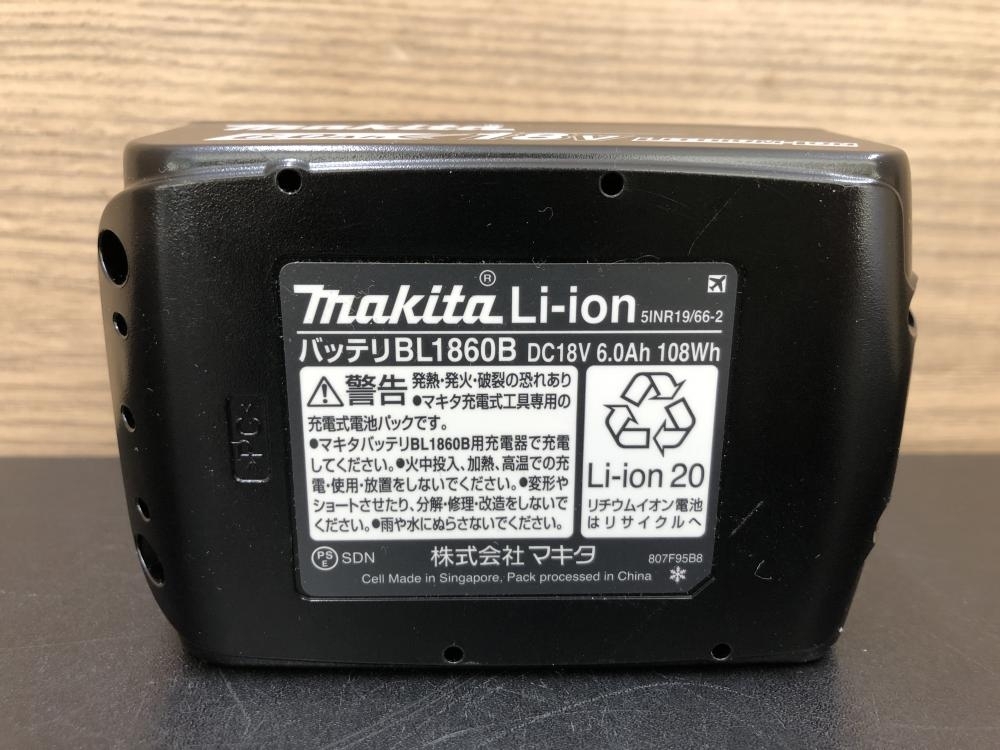 makita
18V
makita® Li-ion 5INR19/66-2
バッテリBL1860B DC18V 6.0Ah 108Wh
警告 発熱・発火・破裂の恐れあり
●マキタ充電式工具専用の
充電式電池パックです。
●マキタバッテリBL1860B用充電器で充電
してください。●火中投入、加熱、高温での充
電・使用・放置をしないでください。●変形や
ショートさせたり、分解・修理・改造をしないで
ください。●雨や水にぬらさないでください。
Li-ion 20
リチウムイオン電池
はリサイクルへ
PS
E SDN 株式会社マキタ 807F95B8
Cell Made in Singapore, Pack processed in China
>PC<